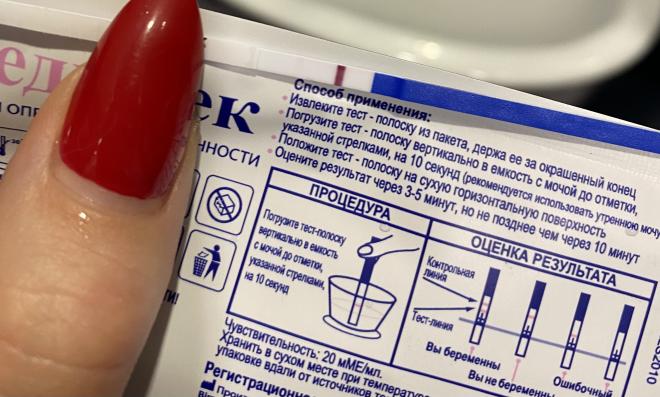 ек
Способ применения:
Извлеките тест - полоску из пакета, держа ее за окрашенный конец
Погрузите тест - полоску вертикально в емкость с мочой до отметки,
указанной стрелками, на 10 секунд (рекомендуется использовать утреннюю мочу
Положите тест - полоску на сухую горизонтальную поверхность
Оцените результат через 3-5 минут, но не позднее чем через 10 минут
ПРОЦЕДУРА
Погрузите тест-полоску
вертикально в емкость
с мочой до отметки,
указанной стрелками,
на 10 секунд
ОЦЕНКА РЕЗУЛЬТАТА
Контрольная
линия
Тест-линия
Вы беременны
Вы не беременны
Ошибочный
Чувствительность: 20 мМЕ/мл.
Хранить в сухом месте при температуре
упаковке вдали от источников